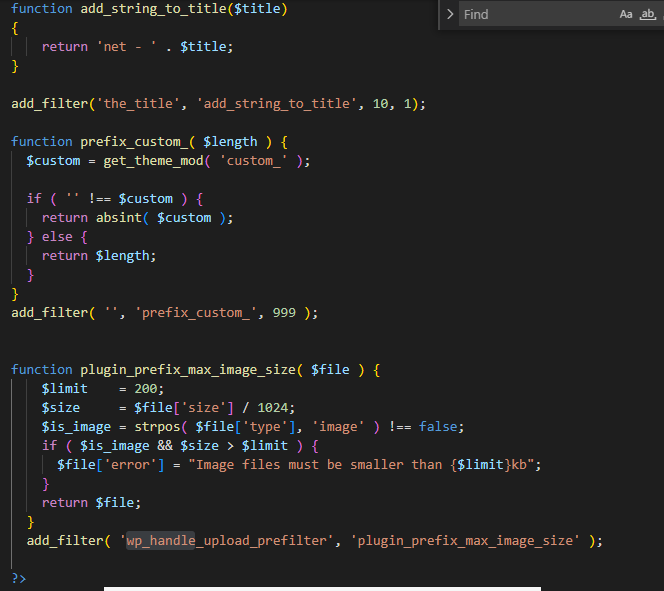 function add_string_to_title($title)
> Find Aa ab,
{
return 'net - ' . $title;
}
add_filter('the_title', 'add_string_to_title', 10, 1);
function prefix_custom_( $length ) {
$custom = get_theme_mod( 'custom_' );
if ( '' !== $custom ) {
return absint( $custom );
} else {
return $length;
}
}
add_filter( '', 'prefix_custom_', 999 );
function plugin_prefix_max_image_size( $file ) {
$limit = 200;
$size = $file['size'] / 1024;
$is_image = strpos( $file['type'], 'image' ) !== false;
if ( $is_image && $size > $limit ) {
$file['error'] = "Image files must be smaller than {$limit}kb";
}
return $file;
}
add_filter( 'wp_handle_upload_prefilter', 'plugin_prefix_max_image_size' );
?>